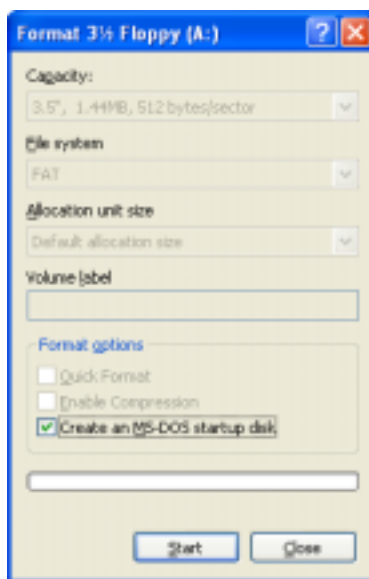 Format 3½ Floppy (A:)
Capacity:
3.5", 1.44MB, 512 bytes/sector
File system
FAT
Allocation unit size
Default allocation size
Volume label
Format options
Quick Format
Enable Compression
Create an MS-DOS startup disk
Start
Close